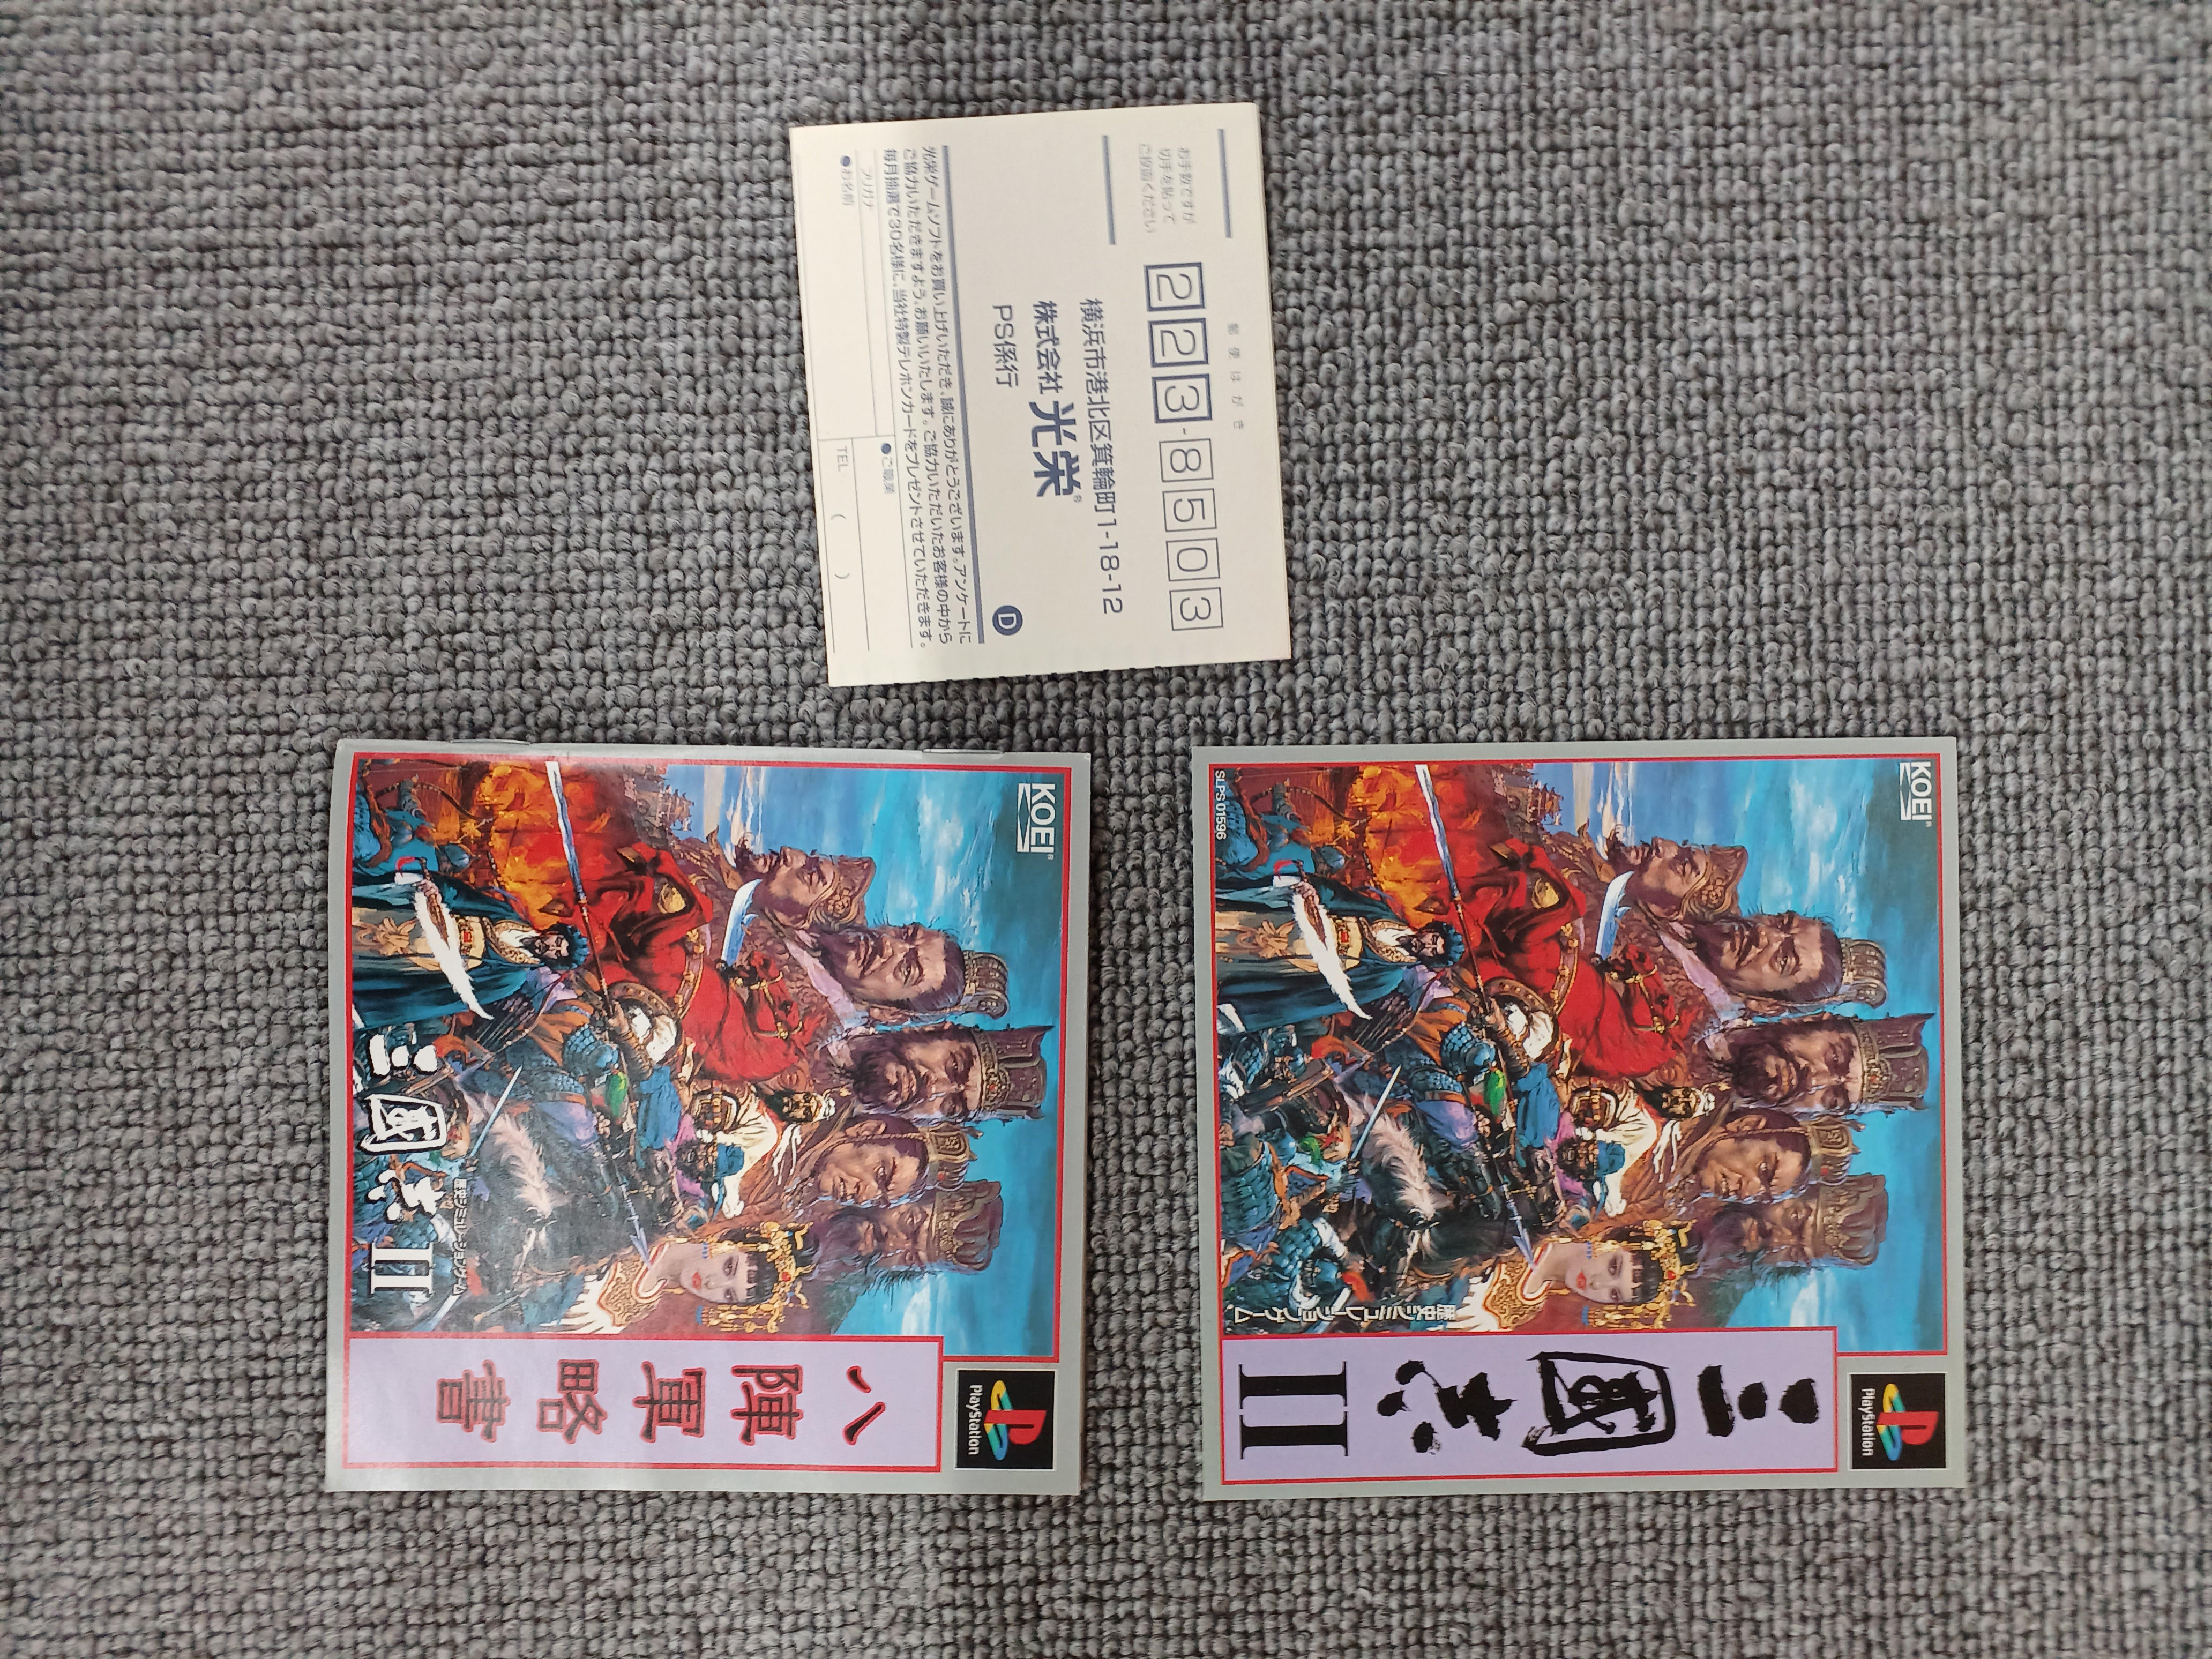 郵便はがき
お手数ですが
切手を貼って
ご投函ください
223-8503
横浜市港北区箕輪町1-18-12
株式会社 光栄®
PS係行
D
光栄ゲームソフトをお買い上げいただき、誠にありがとうございます。アンケートに
ご協力いただきますよう、お願いいたします。ご協力いただいたお客様の中から
毎月抽選で30名様に、当社特製テレホンカードをプレゼントさせていただきます。
フリガナ
●お名前
●ご職業
TEL ( )
KOEI®
三國志 II
歴史シミュレーションゲーム
八陣軍略書
PlayStation
KOEI®
SLPS 01596
歴史シミュレーションゲーム
三國志 II
PlayStation